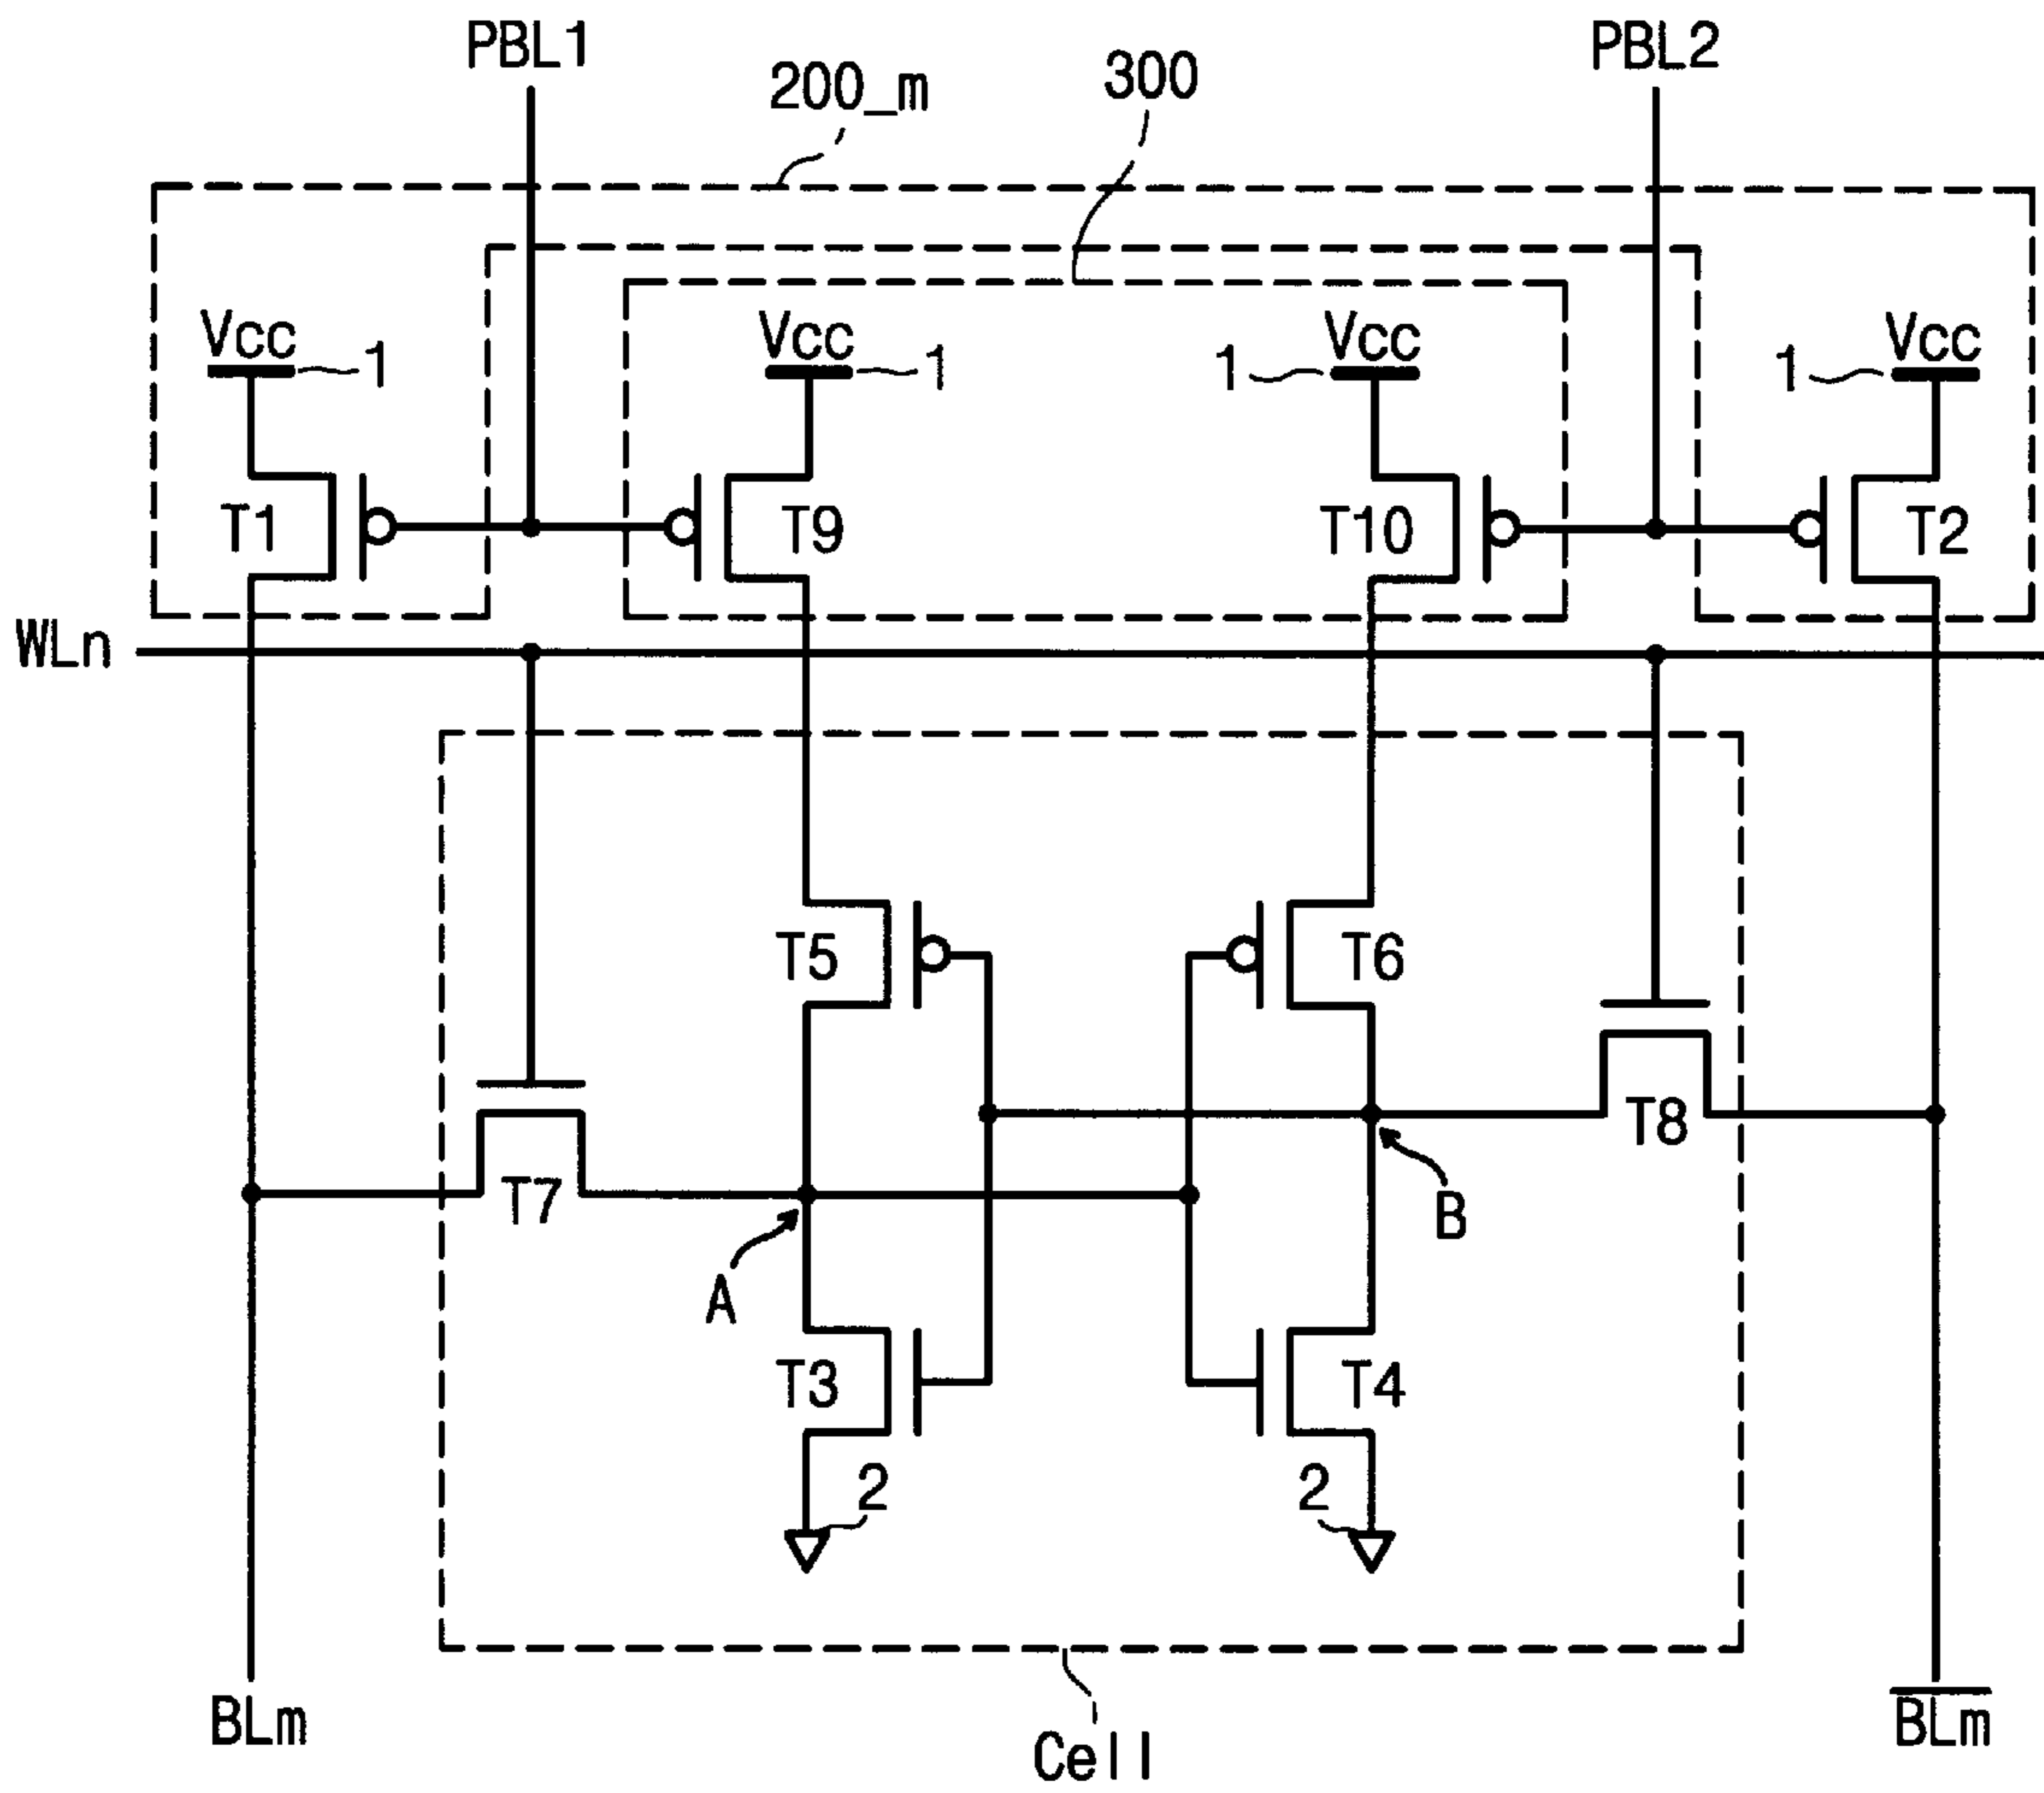 PBL1
PBL2
200_m
300
Vcc
1
Vcc
1
1
Vcc
1
Vcc
T1
T9
T10
T2
WLn
T5
T6
T7
T8
A
B
T3
T4
2
2
BLm
B̅L̅m̅
Cell